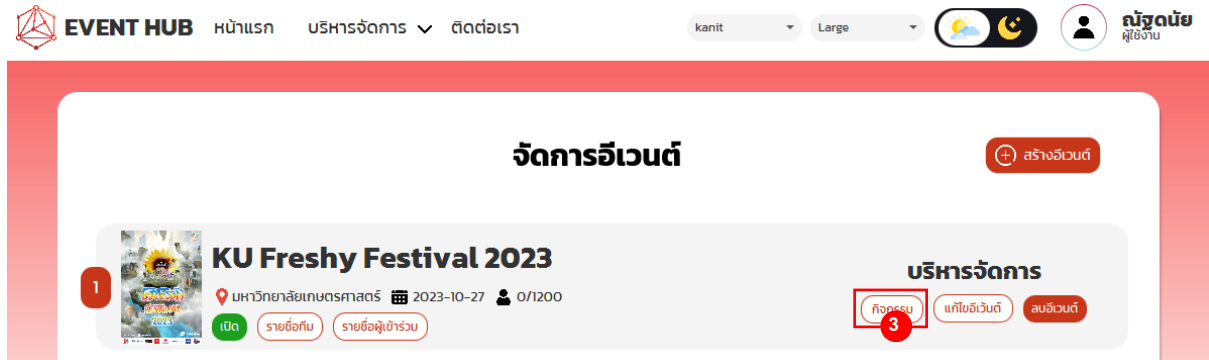 EVENT HUB หน้าแรก บริหารจัดการ ติดต่อเรา kanit Large ณัฐดนัย
ผู้ใช้งาน
จัดการอีเวนต์
สร้างอีเวนต์
1
KU Freshy Festival 2023
มหาวิทยาลัยเกษตรศาสตร์ 2023-10-27 0/1200
เปิด รายชื่อทีม รายชื่อผู้เข้าร่วม
บริหารจัดการ
กิจกรรม แก้ไขอีเว้นต์ ลบอีเวนต์
3